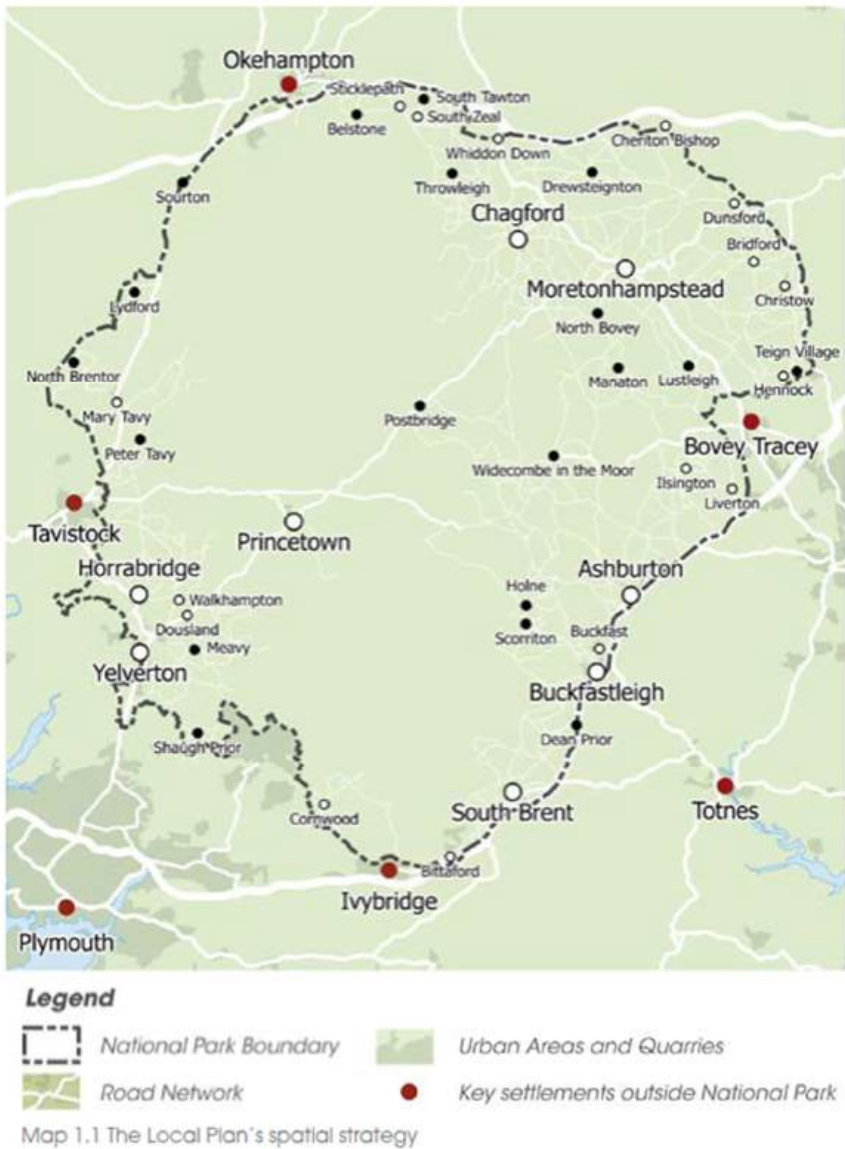 Okehampton
Sticklepath
South Tawton
Belstone
South Zeal
Cheriton Bishop
Whiddon Down
Throwleigh
Drewsteignton
Sourton
Dunsford
Chagford
Bridford
Moretonhampstead
Christow
Lydford
North Bovey
Teign Village
North Brentor
Manaton
Lustleigh
Hennock
Mary Tavy
Postbridge
Peter Tavy
Bovey Tracey
Widecombe in the Moor
Ilsington
Liverton
Tavistock
Princetown
Horrabridge
Ashburton
Holne
Walkhampton
Dousland
Scorriton
Buckfast
Meavy
Yelverton
Buckfastleigh
Shaugh Prior
Dean Prior
South Brent
Totnes
Cornwood
Bittaford
Ivybridge
Plymouth
Legend
National Park Boundary
Urban Areas and Quarries
Road Network
Key settlements outside National Park
Map 1.1 The Local Plan's spatial strategy